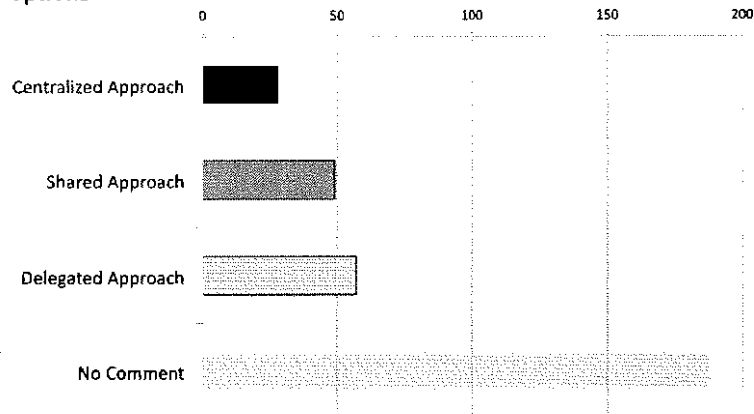 0 50 100 150 200
Centralized Approach
Shared Approach
Delegated Approach
No Comment